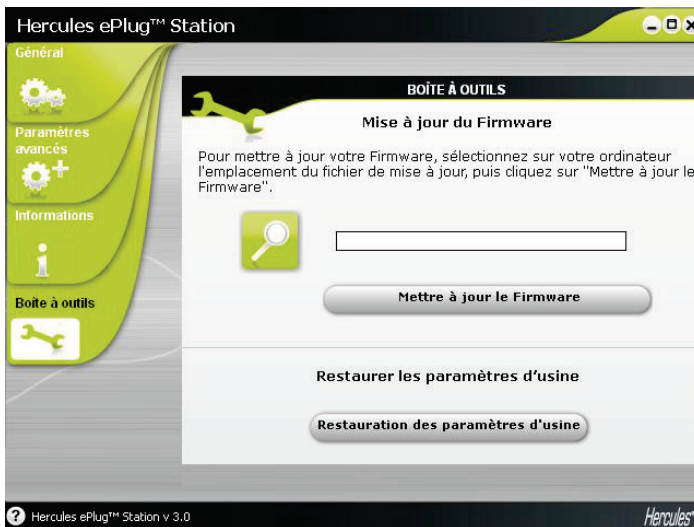 Hercules ePlug™ Station
Général
Paramètres
avancés
Informations
Boîte à outils
BOÎTE À OUTILS
Mise à jour du Firmware
Pour mettre à jour votre Firmware, sélectionnez sur votre ordinateur
l'emplacement du fichier de mise à jour, puis cliquez sur "Mettre à jour le
Firmware".
Mettre à jour le Firmware
Restaurer les paramètres d'usine
Restauration des paramètres d'usine
? Hercules ePlug™ Station v 3.0
Hercules